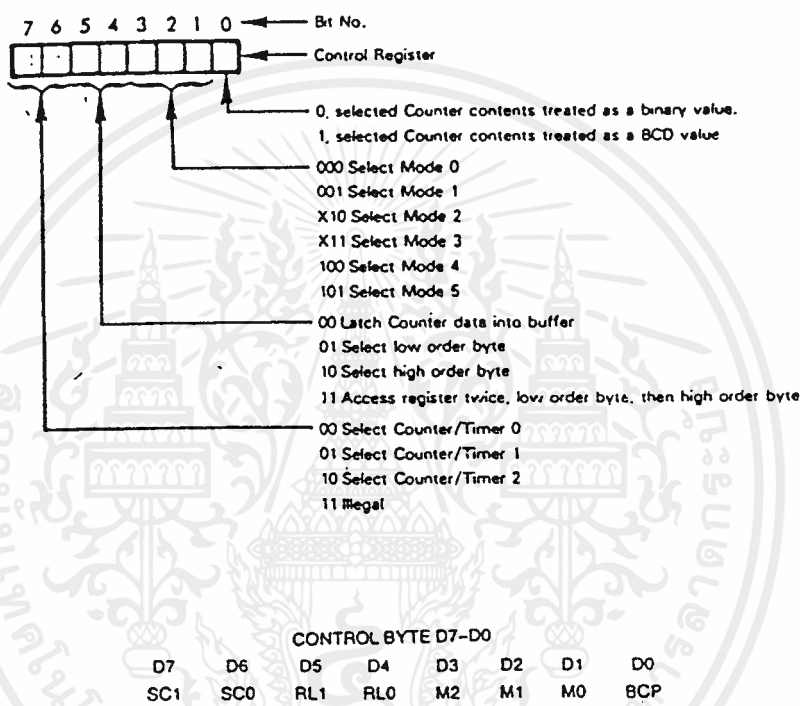 7 6 5 4 3 2 1 0 Bit No.
Control Register
0, selected Counter contents treated as a binary value.
1, selected Counter contents treated as a BCD value
000 Select Mode 0
001 Select Mode 1
X10 Select Mode 2
X11 Select Mode 3
100 Select Mode 4
101 Select Mode 5
00 Latch Counter data into buffer
01 Select low order byte
10 Select high order byte
11 Access register twice, low order byte, then high order byte
00 Select Counter/Timer 0
01 Select Counter/Timer 1
10 Select Counter/Timer 2
11 Illegal
CONTROL BYTE D7-D0
D7 D6 D5 D4 D3 D2 D1 D0
SC1 SC0 RL1 RL0 M2 M1 M0 BCP